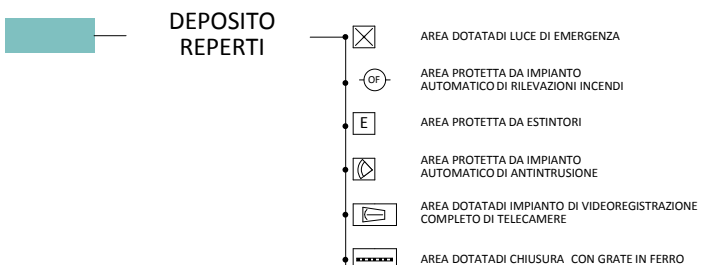 DEPOSITO
REPERTI
AREA DOTATADI LUCE DI EMERGENZA
OF
AREA PROTETTA DA IMPIANTO
AUTOMATICO DI RILEVAZIONI INCENDI
E
AREA PROTETTA DA ESTINTORI
AREA PROTETTA DA IMPIANTO
AUTOMATICO DI ANTINTRUSIONE
AREA DOTATADI IMPIANTO DI VIDEOREGISTRAZIONE
COMPLETO DI TELECAMERE
AREA DOTATADI CHIUSURA CON GRATE IN FERRO